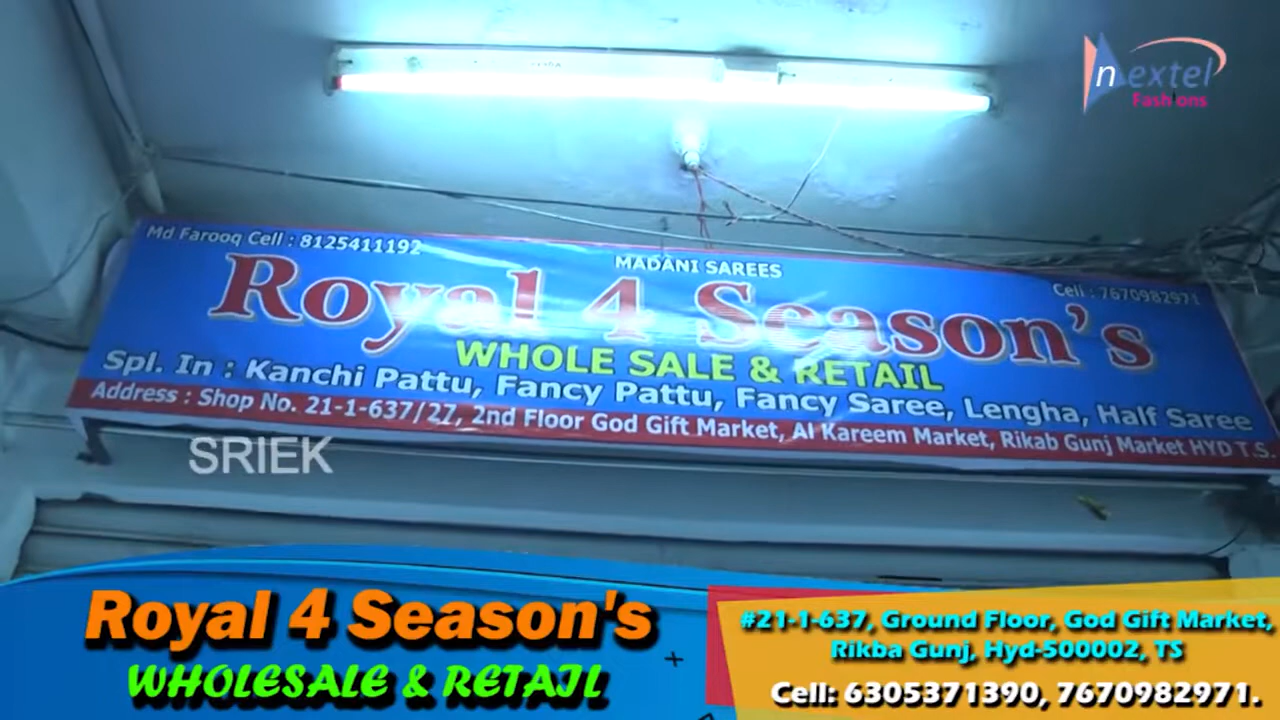 nextel
Fashions
Md Farooq Cell : 8125411192
MADANI SAREES
Cell : 7670982971
Royal 4 Season's
WHOLE SALE & RETAIL
Spl. In : Kanchi Pattu, Fancy Pattu, Fancy Saree, Lengha, Half Saree
Address : Shop No. 21-1-637/27, 2nd Floor God Gift Market, Al Kareem Market, Rikab Gunj Market HYD T.S.
SRIEK
Royal 4 Season's
WHOLESALE & RETAIL
#21-1-637, Ground Floor, God Gift Market,
Rikba Gunj, Hyd-500002, TS
Cell: 6305371390, 7670982971.